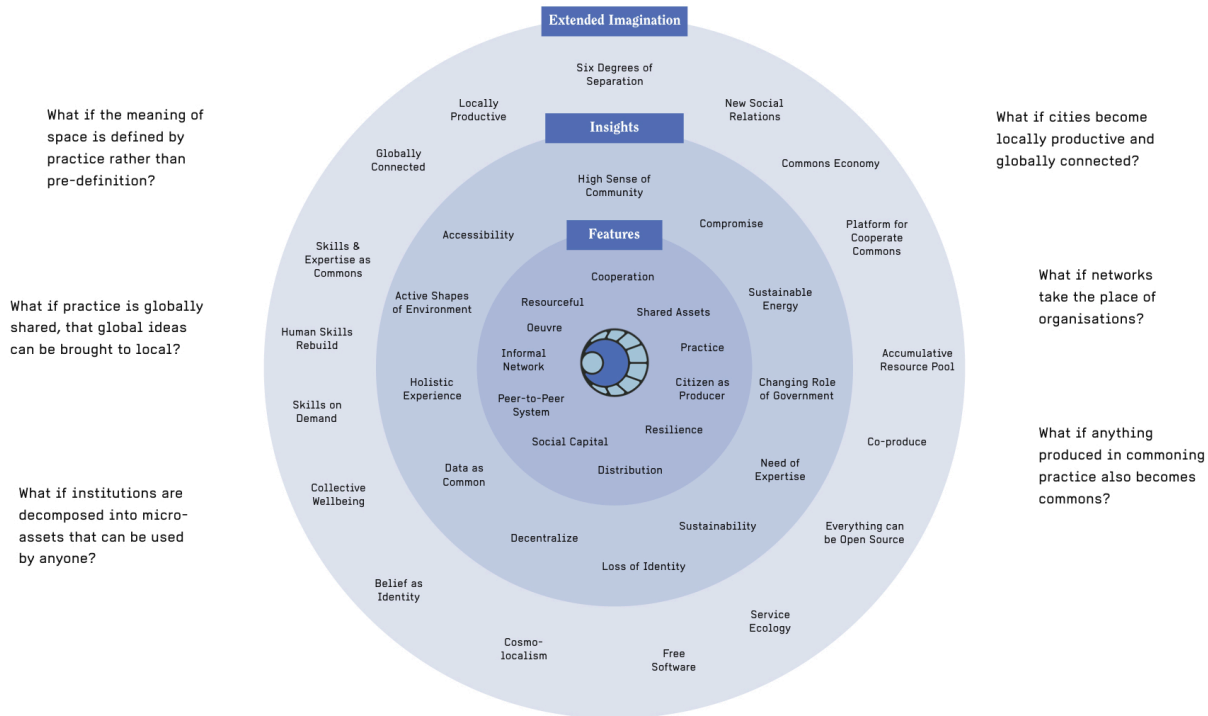 Extended Imagination
Six Degrees of
Separation
Locally
Productive
New Social
Relations
Globally
Connected
Commons Economy
Skills &
Expertise as
Commons
Platform for
Cooperate
Commons
Human Skills
Rebuild
Accumulative
Resource Pool
Skills on
Demand
Co-produce
Collective
Wellbeing
Everything can
be Open Source
Belief as
Identity
Service
Ecology
Cosmo-
localism
Free
Software
Insights
High Sense of
Community
Accessibility
Compromise
Active Shapes
of Environment
Sustainable
Energy
Holistic
Experience
Changing Role
of Government
Data as
Common
Need of
Expertise
Decentralize
Sustainability
Loss of Identity
Features
Cooperation
Resourceful
Shared Assets
Oeuvre
Practice
Informal
Network
Citizen as
Producer
Peer-to-Peer
System
Resilience
Social Capital
Distribution
What if the meaning of
space is defined by
practice rather than
pre-definition?
What if practice is globally
shared, that global ideas
can be brought to local?
What if institutions are
decomposed into micro-
assets that can be used
by anyone?
What if cities become
locally productive and
globally connected?
What if networks
take the place of
organisations?
What if anything
produced in commoning
practice also becomes
commons?